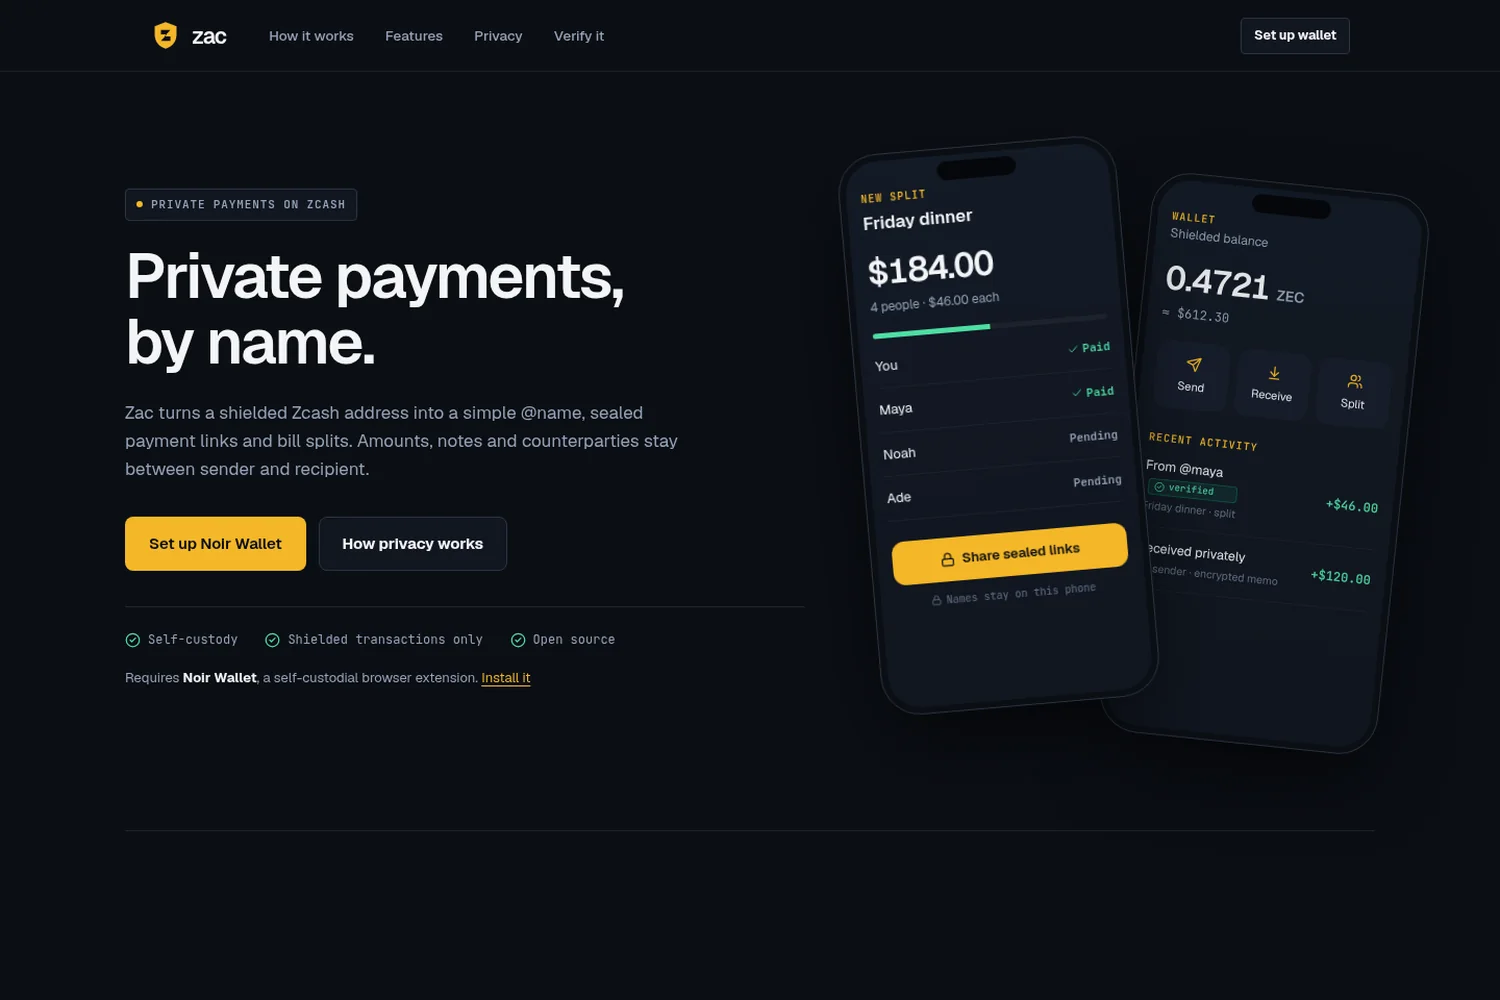 zac
How it works
Features
Privacy
Verify it
Set up wallet
PRIVATE PAYMENTS ON ZCASH
Private payments,
by name.
Zac turns a shielded Zcash address into a simple @name, sealed
payment links and bill splits. Amounts, notes and counterparties stay
between sender and recipient.
Set up Noir Wallet
How privacy works
Self-custody
Shielded transactions only
Open source
Requires Noir Wallet, a self-custodial browser extension. Install it
NEW SPLIT
Friday dinner
$184.00
4 people · $46.00 each
You
Paid
Maya
Paid
Noah
Pending
Ade
Pending
Share sealed links
Names stay on this phone
WALLET
Shielded balance
0.4721 ZEC
≈ $612.30
Send
Receive
Split
RECENT ACTIVITY
From @maya
verified
Friday dinner · split
+$46.00
eceived privately
sender · encrypted memo
+$120.00